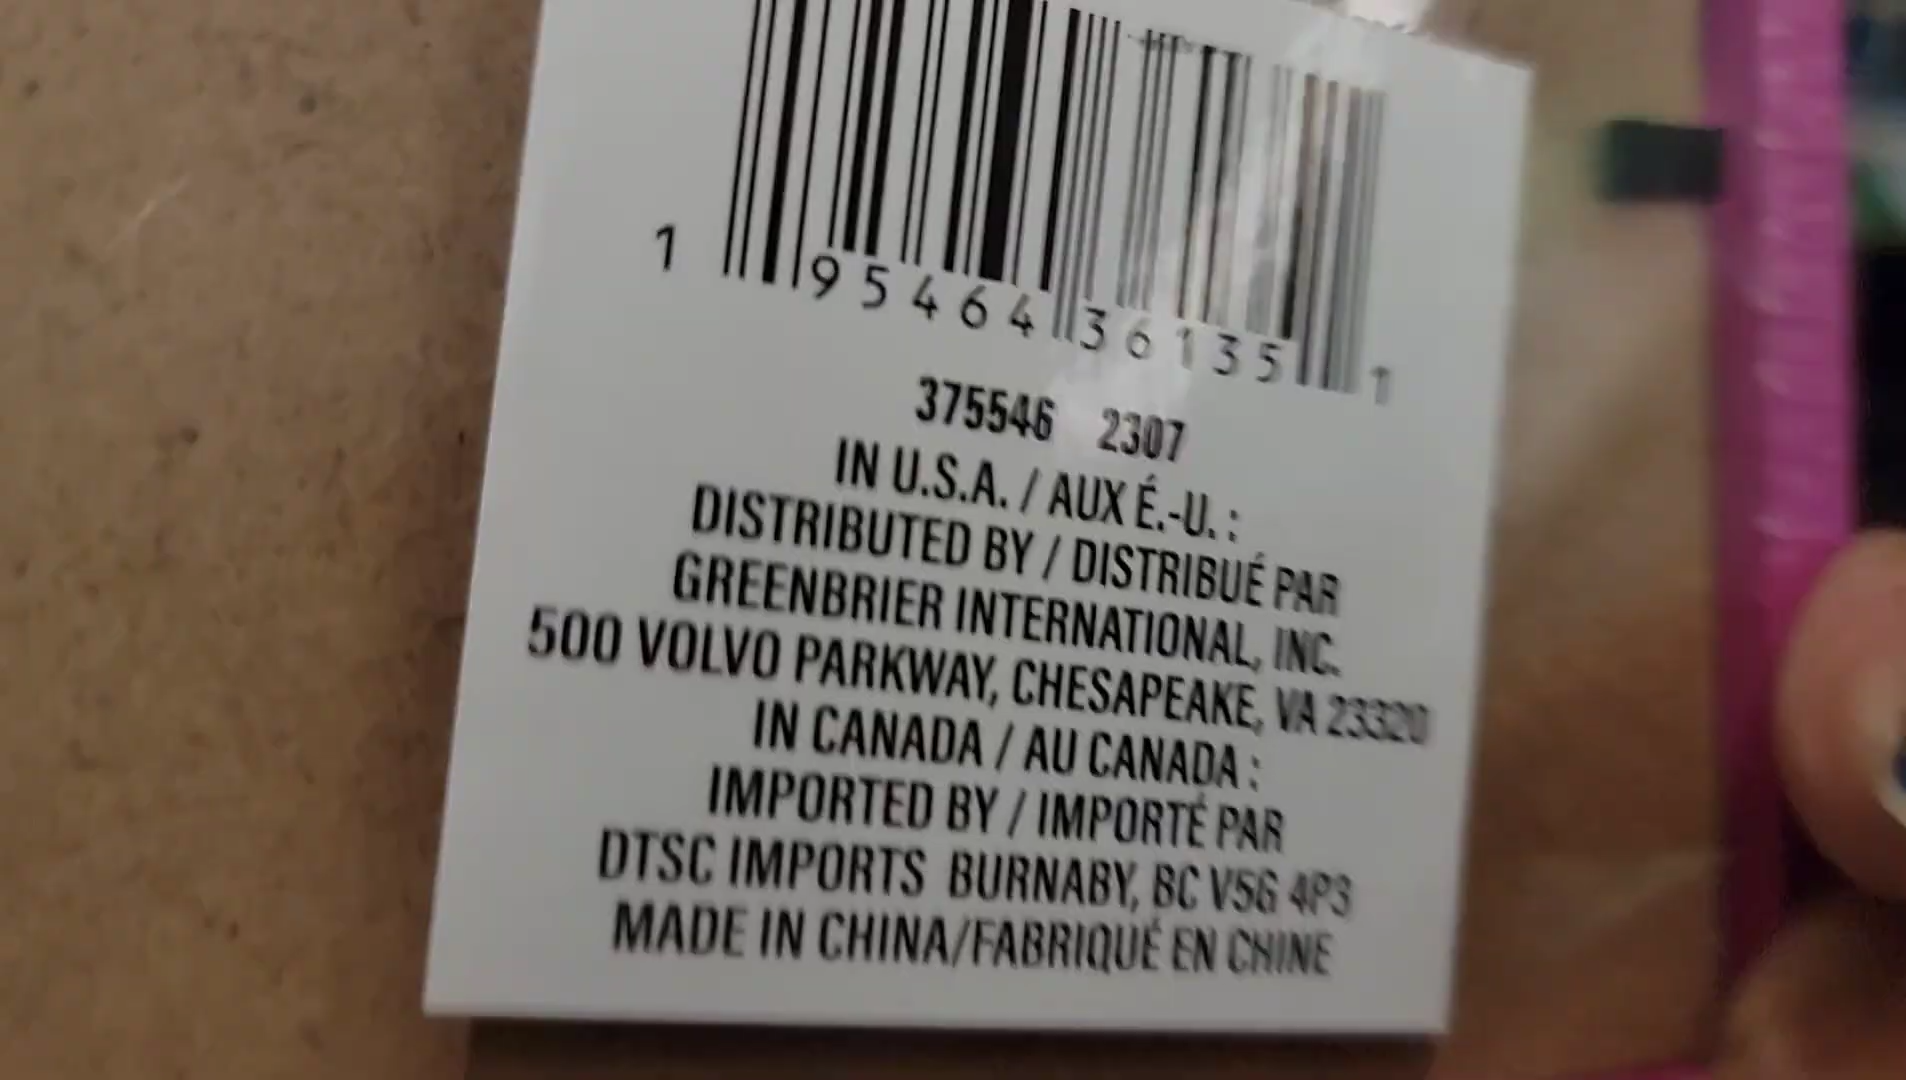 1 95464 36135 1
375546 2307
IN U.S.A. / AUX É.-U. :
DISTRIBUTED BY / DISTRIBUÉ PAR
GREENBRIER INTERNATIONAL, INC.
500 VOLVO PARKWAY, CHESAPEAKE, VA 23320
IN CANADA / AU CANADA :
IMPORTED BY / IMPORTÉ PAR
DTSC IMPORTS BURNABY, BC V5G 4P3
MADE IN CHINA/FABRIQUÉ EN CHINE